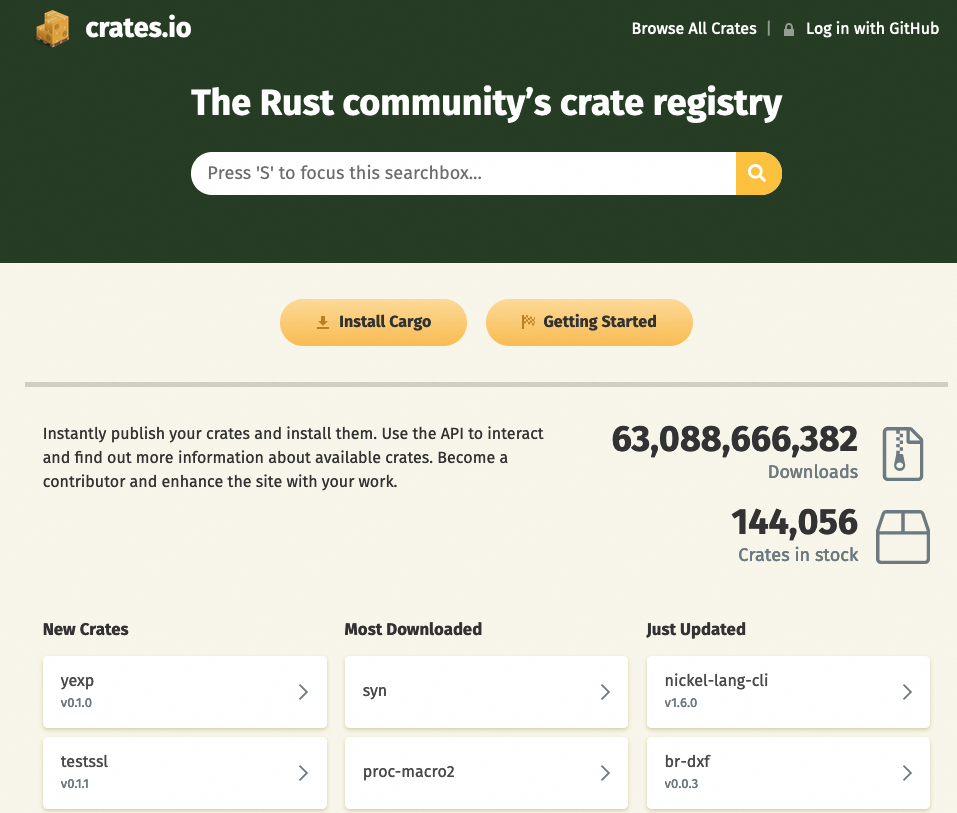 crates.io
Browse All Crates | Log in with GitHub
The Rust community’s crate registry
Press 'S' to focus this searchbox...
Install Cargo
Getting Started
Instantly publish your crates and install them. Use the API to interact
and find out more information about available crates. Become a
contributor and enhance the site with your work.
63,088,666,382
Downloads
144,056
Crates in stock
New Crates
yexp
v0.1.0
testssl
v0.1.1
Most Downloaded
syn
proc-macro2
Just Updated
nickel-lang-cli
v1.6.0
br-dxf
v0.0.3